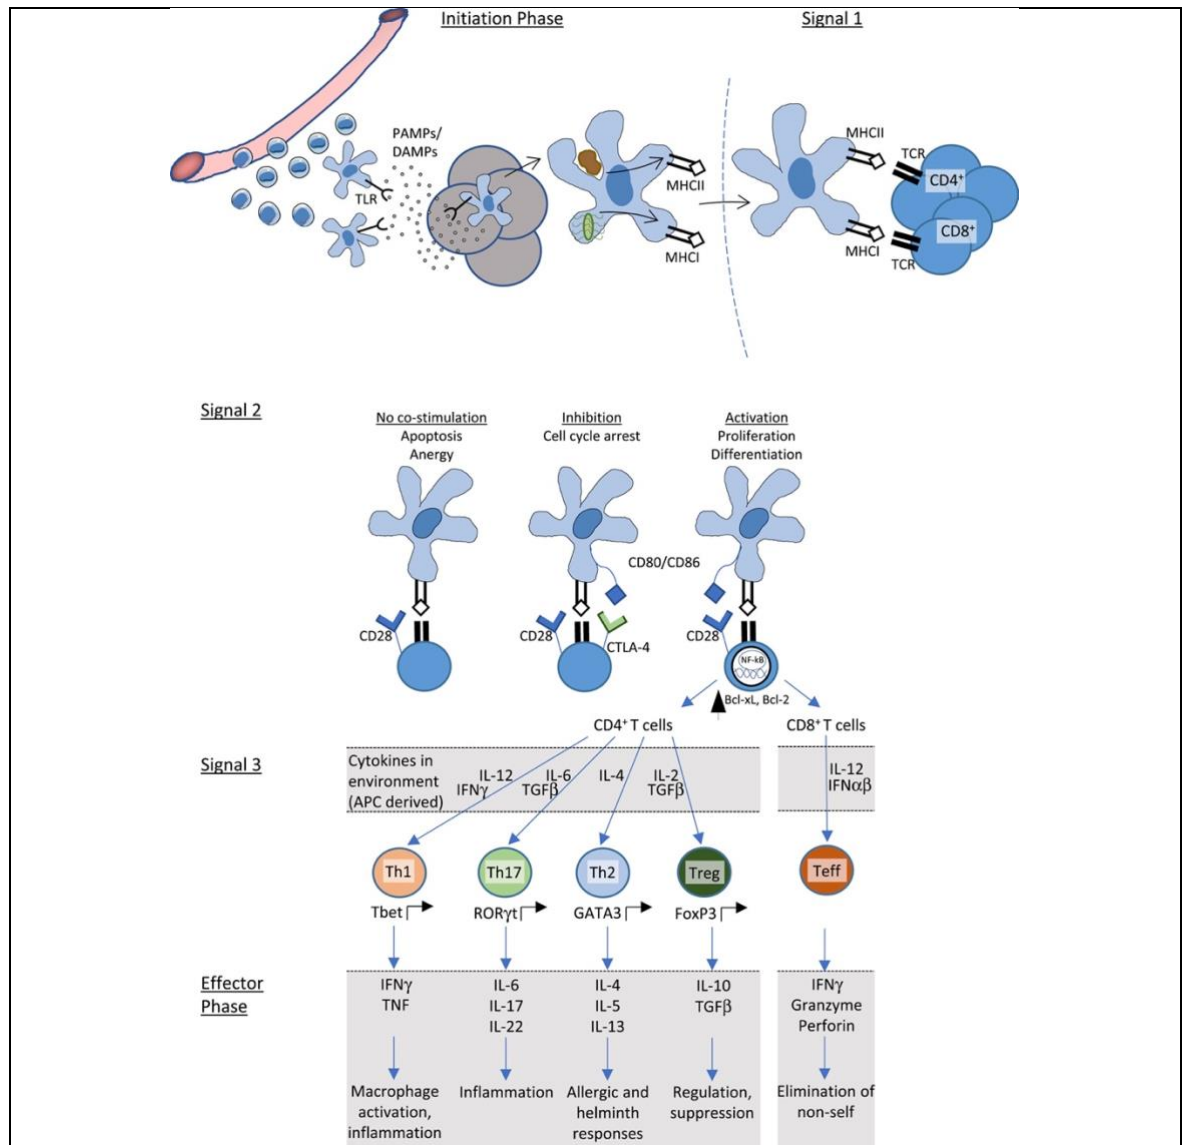 Initiation Phase
Signal 1
PAMPs/
DAMPs
TLR
MHCII
MHCI
MHCII
TCR
CD4⁺
CD8⁺
MHCI
TCR
Signal 2
No co-stimulation
Apoptosis
Anergy
Inhibition
Cell cycle arrest
Activation
Proliferation
Differentiation
CD80/CD86
CD28
CD28
CTLA-4
CD28
NF-kB
Bcl-xL, Bcl-2
CD4⁺ T cells
CD8⁺ T cells
Signal 3
Cytokines in
environment
(APC derived)
IL-12
IFNγ
IL-6
TGFβ
IL-4
IL-2
TGFβ
IL-12
IFNαβ
Th1
Th17
Th2
Treg
Teff
Tbet
RORγt
GATA3
FoxP3
Effector
Phase
IFNγ
TNF
IL-6
IL-17
IL-22
IL-4
IL-5
IL-13
IL-10
TGFβ
IFNγ
Granzyme
Perforin
Macrophage
activation,
inflammation
Inflammation
Allergic and
helminth
responses
Regulation,
suppression
Elimination of
non-self